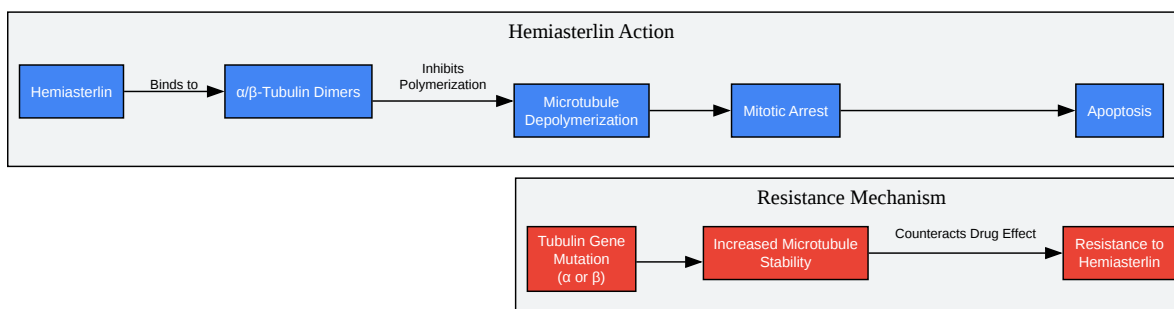 Hemiasterlin Action
Hemiasterlin
Binds to
α/β-Tubulin Dimers
Inhibits
Polymerization
Microtubule
Depolymerization
Mitotic Arrest
Apoptosis
Resistance Mechanism
Tubulin Gene
Mutation
(α or β)
Increased Microtubule
Stability
Counteracts Drug Effect
Resistance to
Hemiasterlin